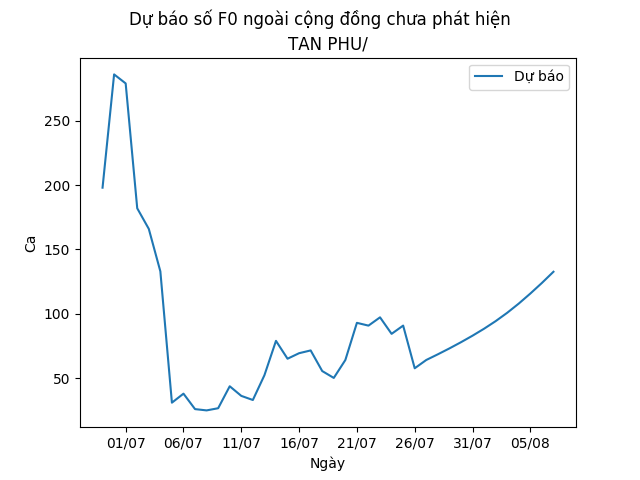 Dự báo số F0 ngoài cộng đồng chưa phát hiện
TAN PHU/
Dự báo
250
200
150
100
50
Ca
01/07 06/07 11/07 16/07 21/07 26/07 31/07 05/08
Ngày